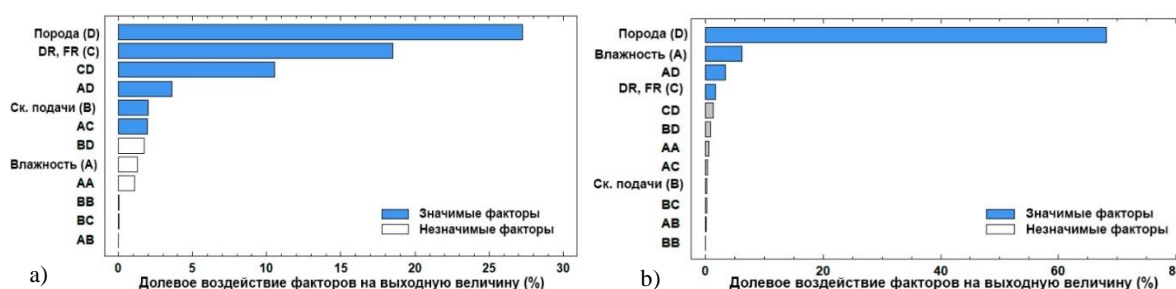 Порода (D)
DR, FR (C)
CD
AD
Ск. подачи (B)
AC
BD
Влажность (A)
AA
BB
BC
AB
Значимые факторы
Незначимые факторы
0 5 10 15 20 25 30
a)
Долевое воздействие факторов на выходную величину (%)
Порода (D)
Влажность (A)
AD
DR, FR (C)
CD
BD
AA
AC
Ск. подачи (B)
BC
AB
BB
Значимые факторы
Незначимые факторы
0 20 40 60
b)
Долевое воздействие факторов на выходную величину (%)